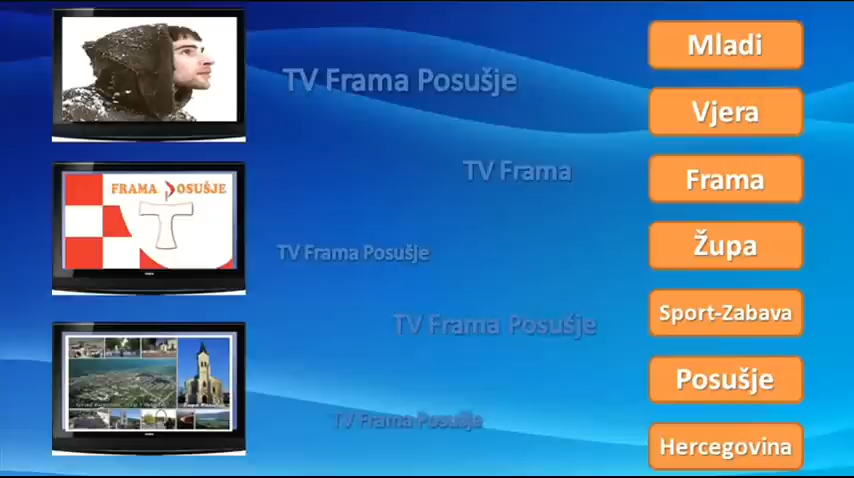 TV Frama Posušje
TV Frama
TV Frama Posušje
TV Frama Posušje
TV Frama Posušje
FRAMA POSUŠJE
Mladi
Vjera
Frama
Župa
Sport-Zabava
Posušje
Hercegovina